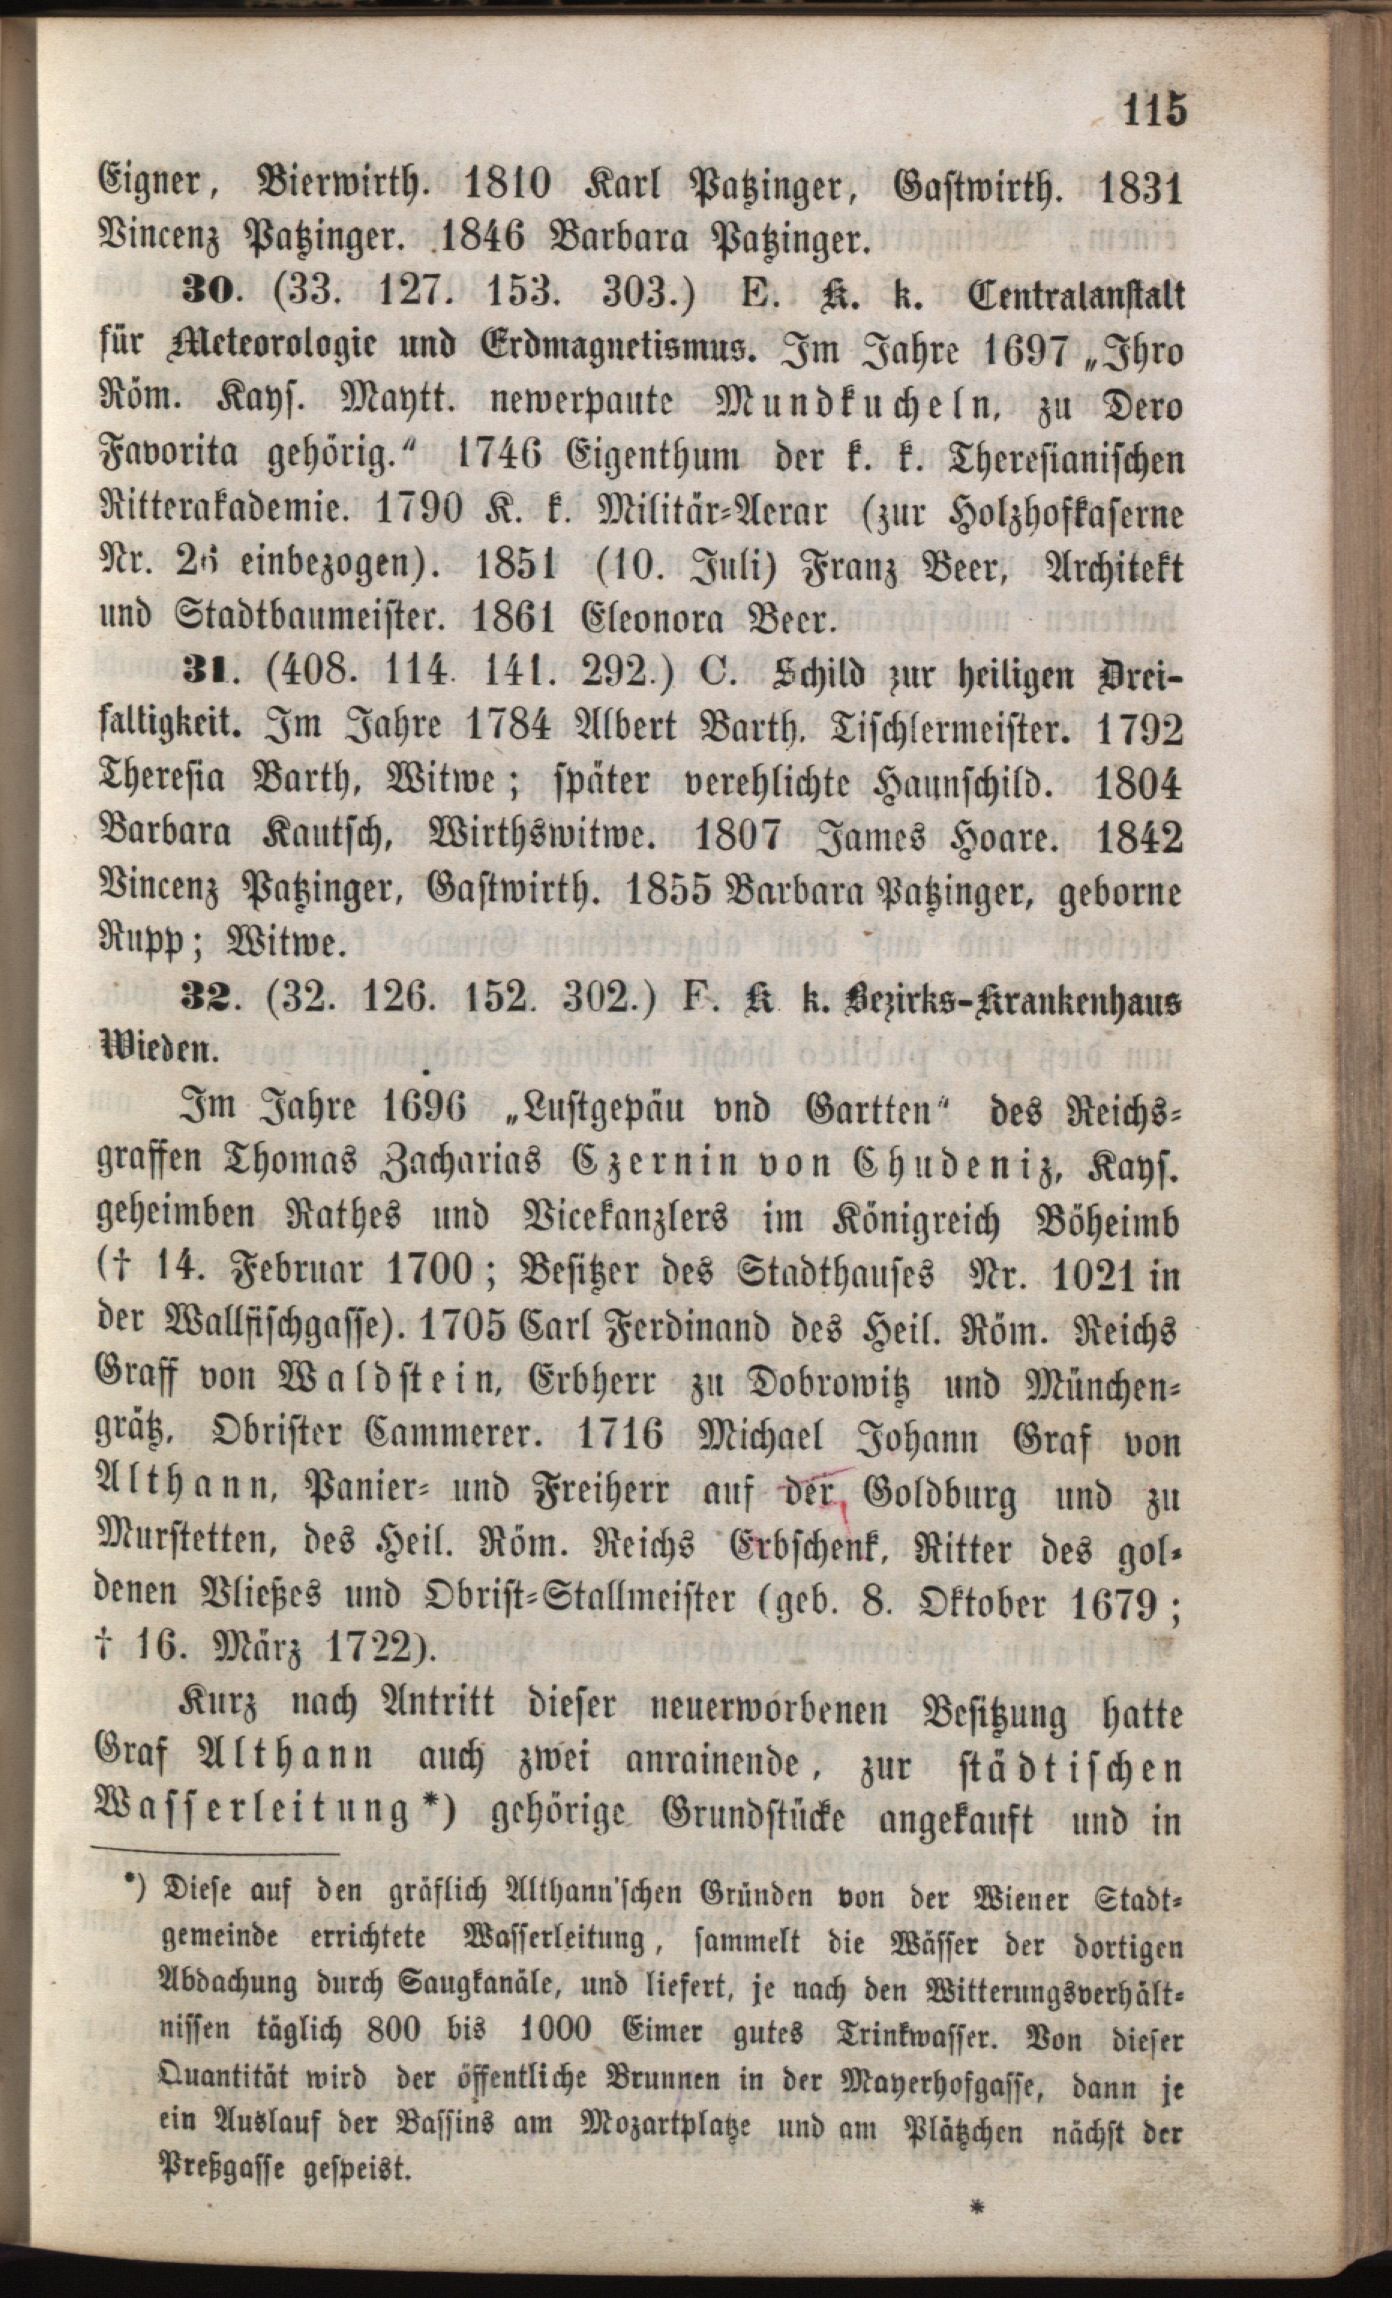 115
Eigner, Bierwirth. 1810 Karl Patzinger, Gastwirth. 1831
Vincenz Patzinger. 1846 Barbara Patzinger.
30. (33. 127. 153. 303.) E. K. k. Centralanstalt
für Meteorologie und Erdmagnetismus. Im Jahre 1697 „Ihro
Röm. Kays. Maytt. newerpaute Mundkucheln, zu Dero
Favorita gehörig.“ 1746 Eigenthum der k. k. Theresianischen
Ritterakademie. 1790 K. k. Militär-Aerar (zur Holzhofkaserne
Nr. 26 einbezogen). 1851 (10. Juli) Franz Beer, Architekt
und Stadtbaumeister. 1861 Eleonora Beer.
31. (408. 114. 141. 292.) C. Schild zur heiligen Drei-
faltigkeit. Im Jahre 1784 Albert Barth, Tischlermeister. 1792
Theresia Barth, Witwe; später verehlichte Haunschild. 1804
Barbara Kautsch, Wirthswitwe. 1807 James Hoare. 1842
Vincenz Patzinger, Gastwirth. 1855 Barbara Patzinger, geborne
Rupp; Witwe.
32. (32. 126. 152. 302.) F. K. k. Bezirks-Krankenhaus
Wieden.
Im Jahre 1696 „Lustgepäu vnd Gartten“ des Reichs-
graffen Thomas Zacharias Czernin von Chudeniz, Kays.
geheimben Rathes und Vicekanzlers im Königreich Böheimb
(† 14. Februar 1700; Besitzer des Stadthauses Nr. 1021 in
der Wallfischgasse). 1705 Carl Ferdinand des Heil. Röm. Reichs
Graff von Waldstein, Erbherr zu Dobrowitz und München-
grätz, Obrister Cammerer. 1716 Michael Johann Graf von
Althann, Panier- und Freiherr auf der Goldburg und zu
Murstetten, des Heil. Röm. Reichs Erbschenk, Ritter des gol-
denen Vließes und Obrist-Stallmeister (geb. 8. Oktober 1679;
† 16. März 1722).
Kurz nach Antritt dieser neuerworbenen Besitzung hatte
Graf Althann auch zwei anrainende, zur städtischen
Wasserleitung*) gehörige Grundstücke angekauft und in
*) Diese auf den gräflich Althann'schen Gründen von der Wiener Stadt-
gemeinde errichtete Wasserleitung, sammelt die Wässer der dortigen
Abdachung durch Saugkanäle, und liefert, je nach den Witterungsverhält-
nissen täglich 800 bis 1000 Eimer gutes Trinkwasser. Von dieser
Quantität wird der öffentliche Brunnen in der Mayerhofgasse, dann je
ein Auslauf der Bassins am Mozartplatze und am Plätzchen nächst der
Preßgasse gespeist.
*